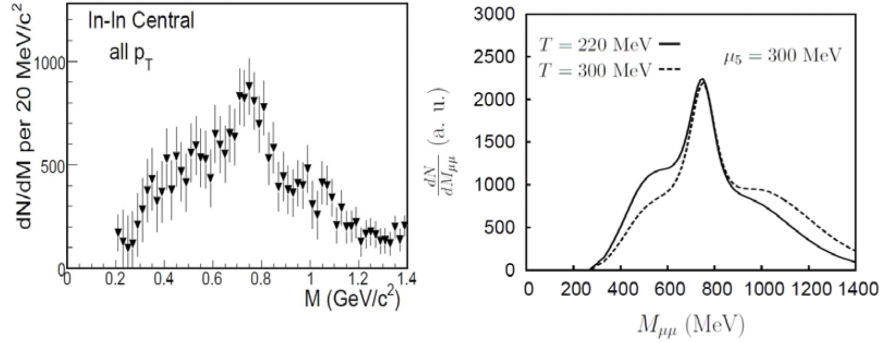 In-In Central
all p_T
dN/dM per 20 MeV/c²
1000
500
0
0
0.2
0.4
0.6
0.8
1
1.2
1.4
M (GeV/c²)
3000
2500
2000
1500
1000
500
0
T = 220 MeV
T = 300 MeV
μ₅ = 300 MeV
dN/dM_μμ (a. u.)
0
200
400
600
800
1000
1200
1400
M_μμ (MeV)